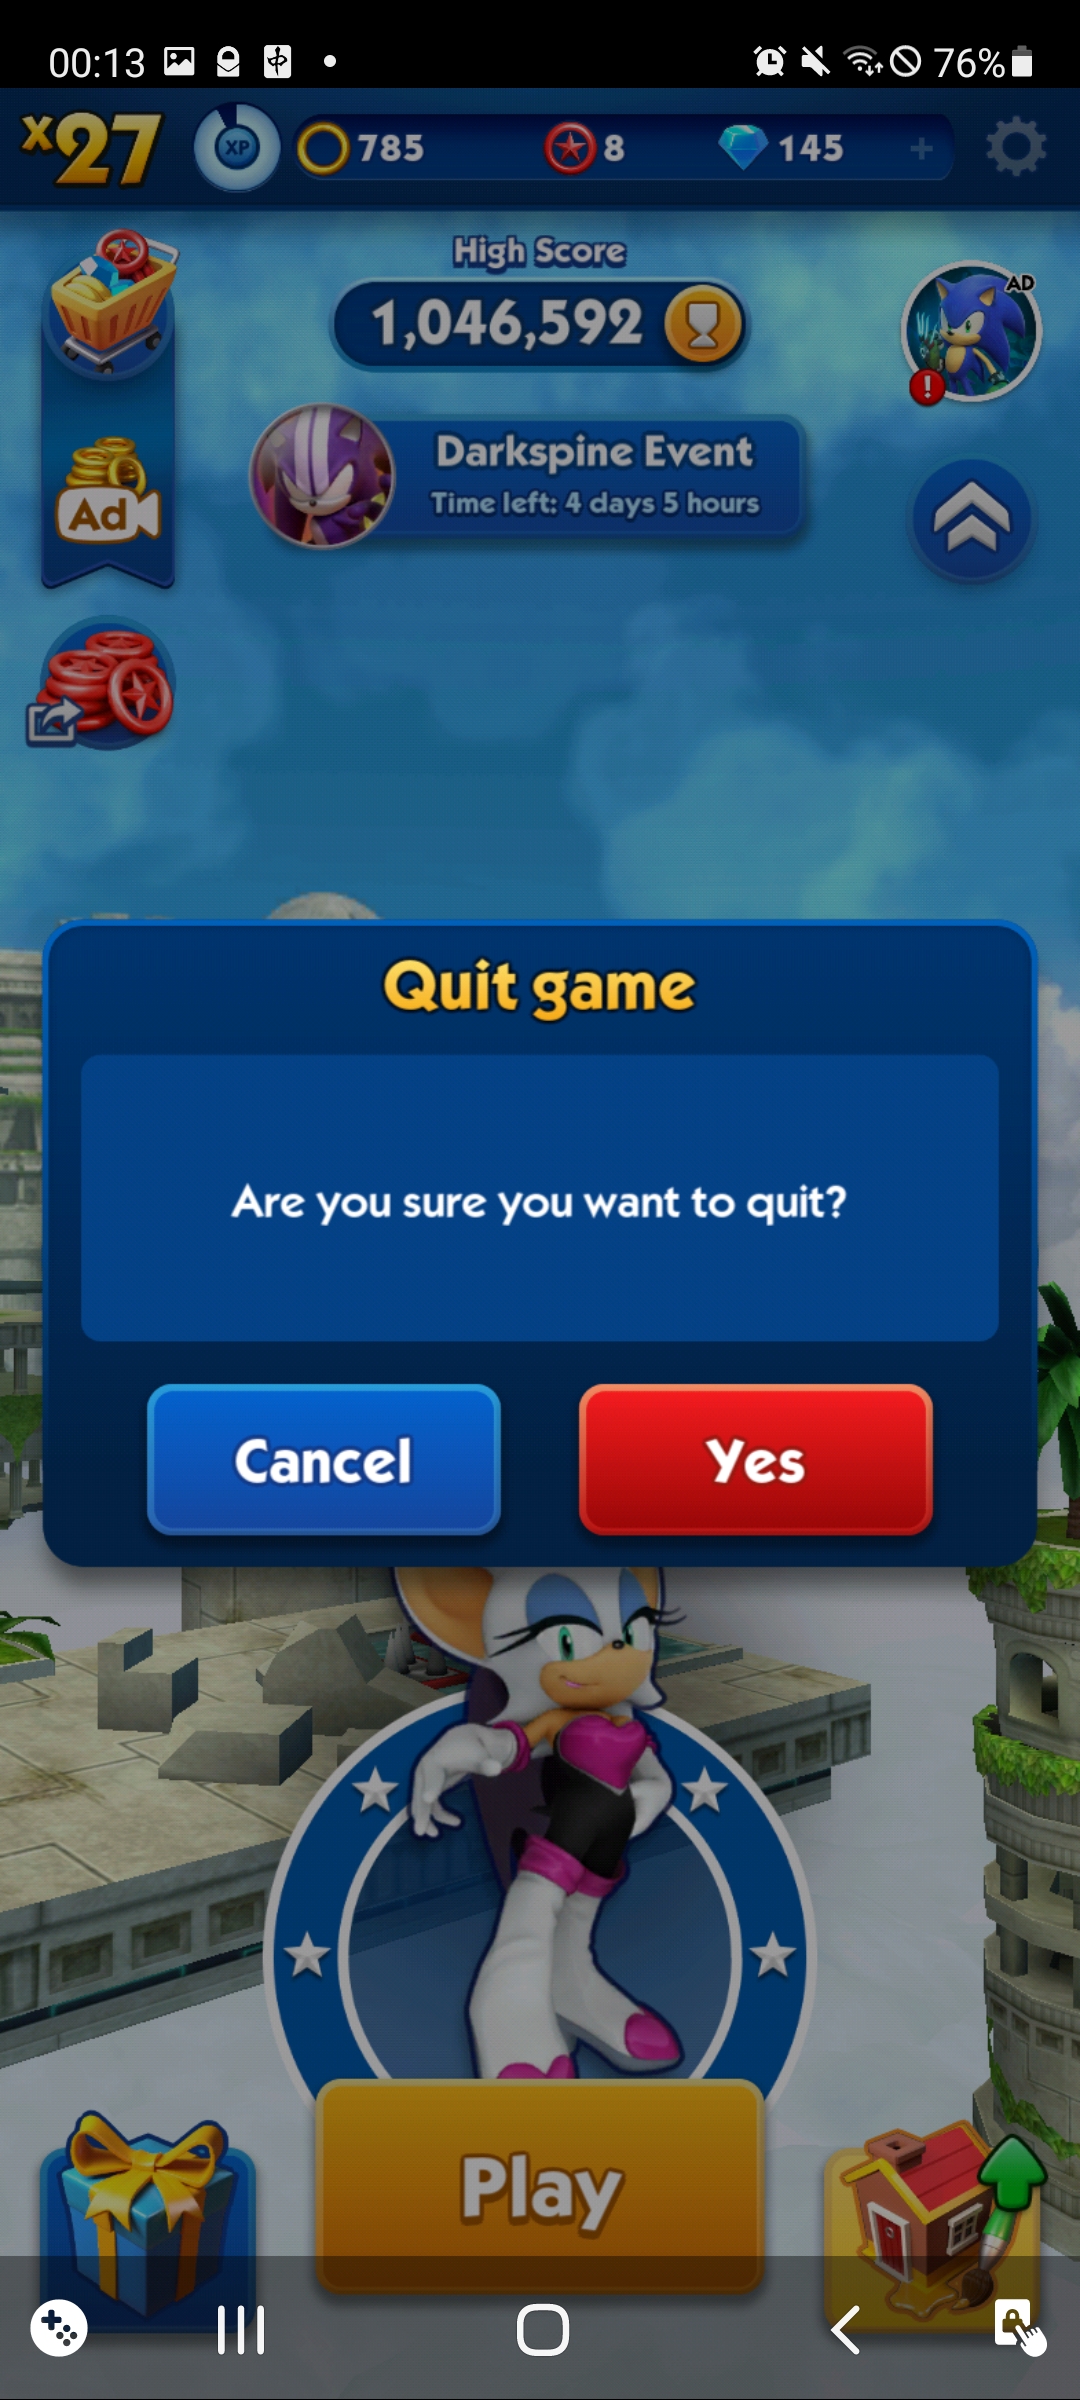 00:13
76%
x27
XP
785
8
145
+
High Score
1,046,592
AD
!
Darkspine Event
Time left: 4 days 5 hours
Ad
Quit game
Are you sure you want to quit?
Cancel
Yes
Play